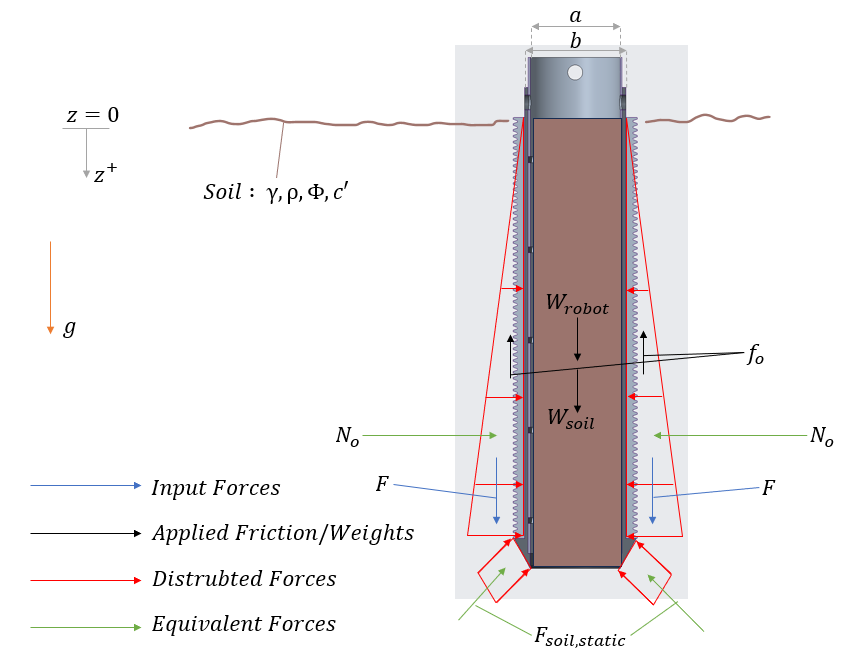 a
b
z = 0
z⁺
Soil : γ, ρ, Φ, c′
g
W_robot
f_o
W_soil
N_o
N_o
F
F
Input Forces
Applied Friction/Weights
Distrubted Forces
Equivalent Forces
F_soil,static